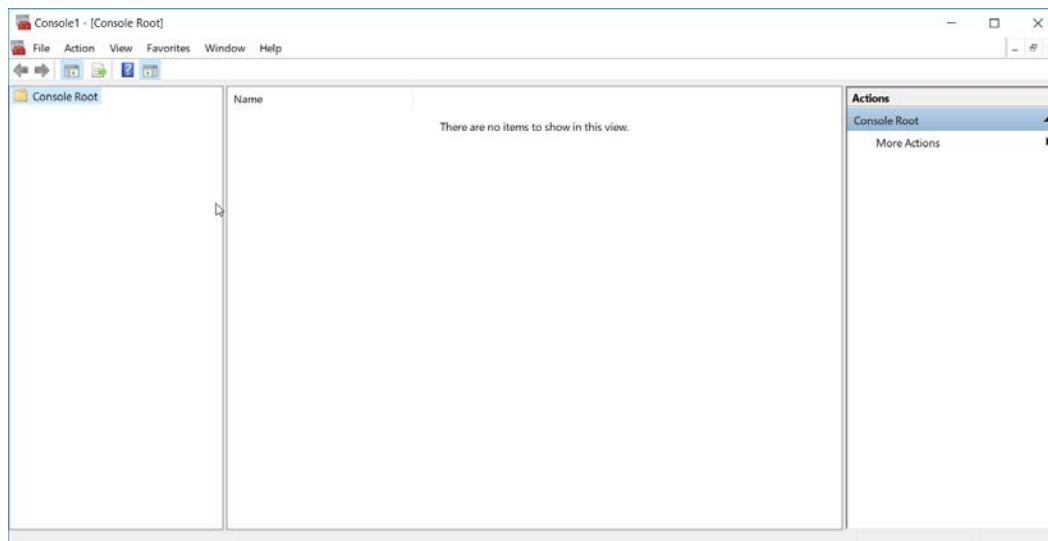 Console1 - [Console Root]
File Action View Favorites Window Help
Console Root
Name
There are no items to show in this view.
Actions
Console Root
More Actions